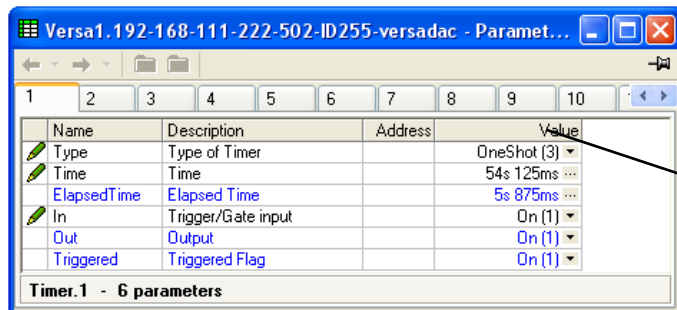 Versa1.192-168-111-222-502-ID255-versadac - Paramet...
1 2 3 4 5 6 7 8 9 10
Name Description Address Value
Type Type of Timer OneShot (3)
Time Time 54s 125ms ...
ElapsedTime Elapsed Time 5s 875ms ...
In Trigger/Gate input On (1)
Out Output On (1)
Triggered Triggered Flag On (1)
Timer.1 - 6 parameters